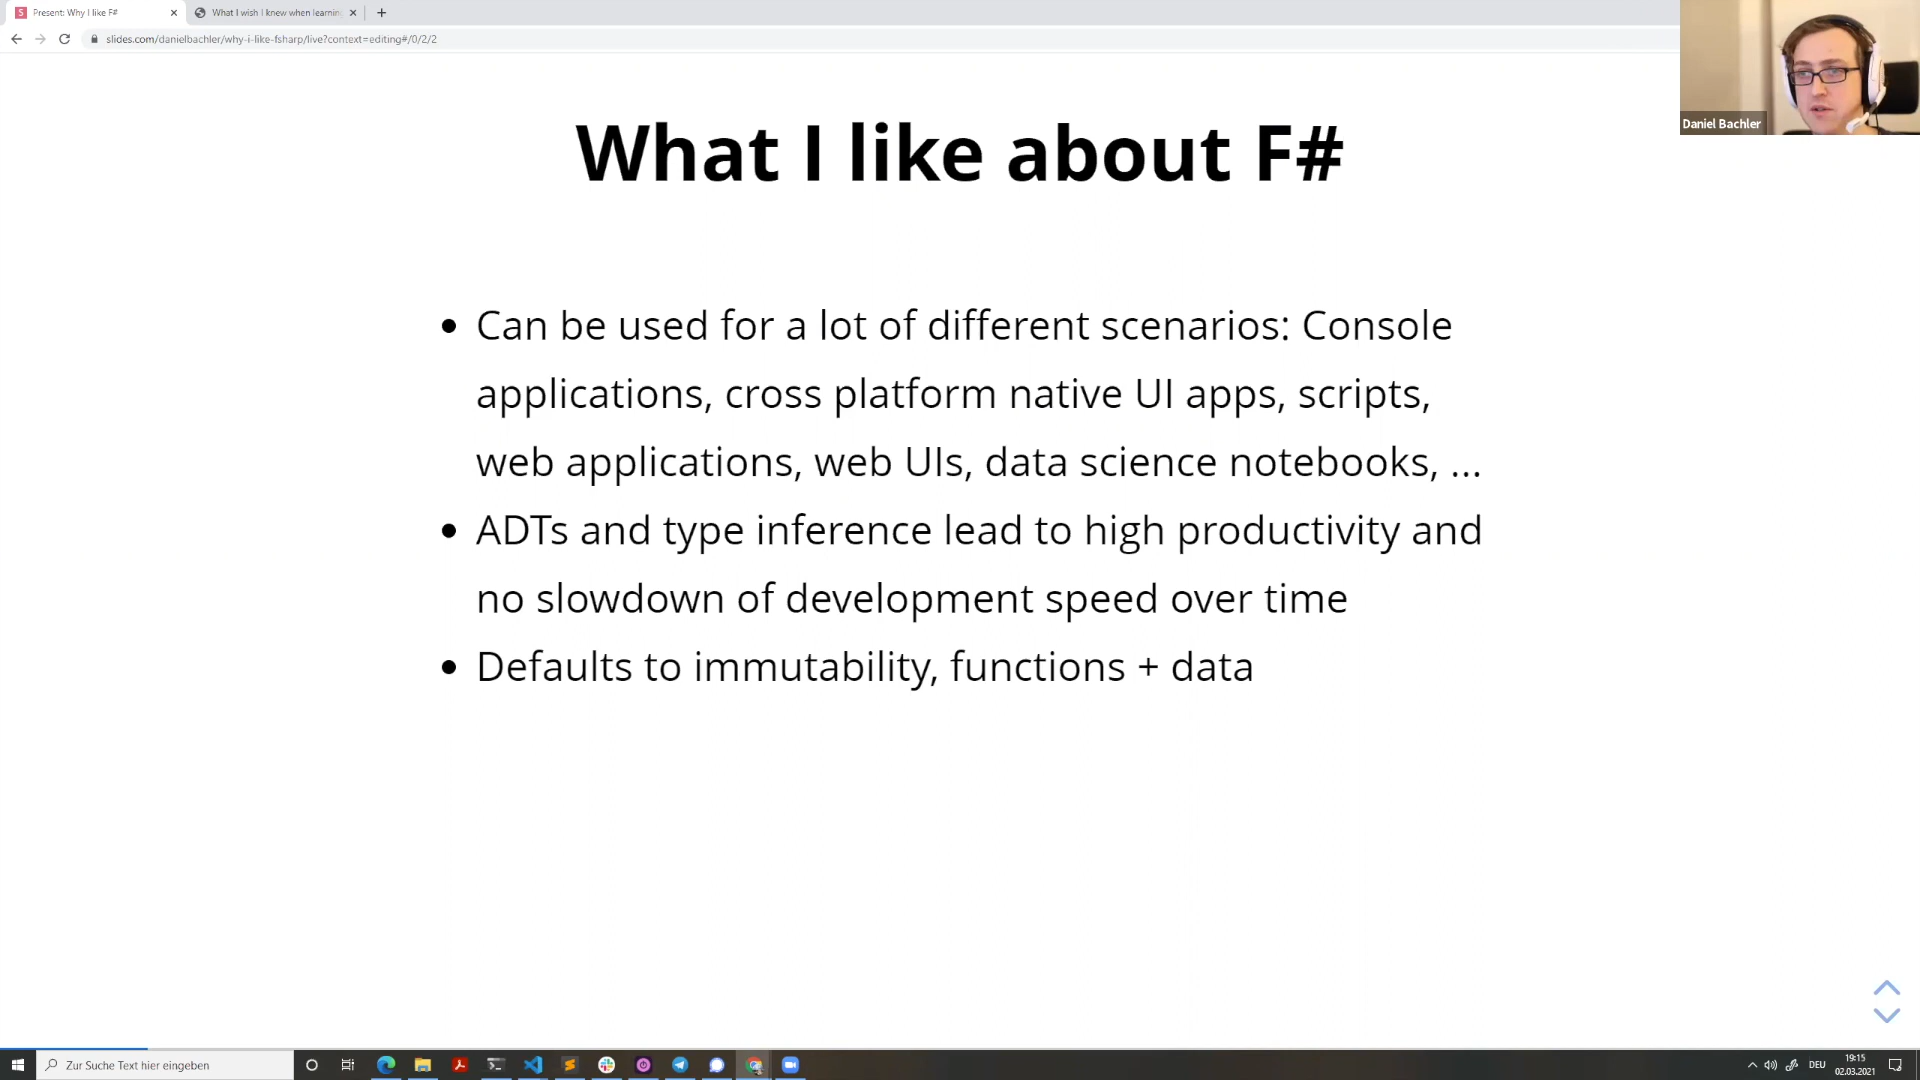 Present: Why I like F#
What I wish I knew when learning
slides.com/danielbachler/why-i-like-fsharp/live?context=editing#/0/2/2
Daniel Bachler
What I like about F#
• Can be used for a lot of different scenarios: Console
applications, cross platform native UI apps, scripts,
web applications, web UIs, data science notebooks, ...
• ADTs and type inference lead to high productivity and
no slowdown of development speed over time
• Defaults to immutability, functions + data
Zur Suche Text hier eingeben
DEU
19:15
02.03.2021